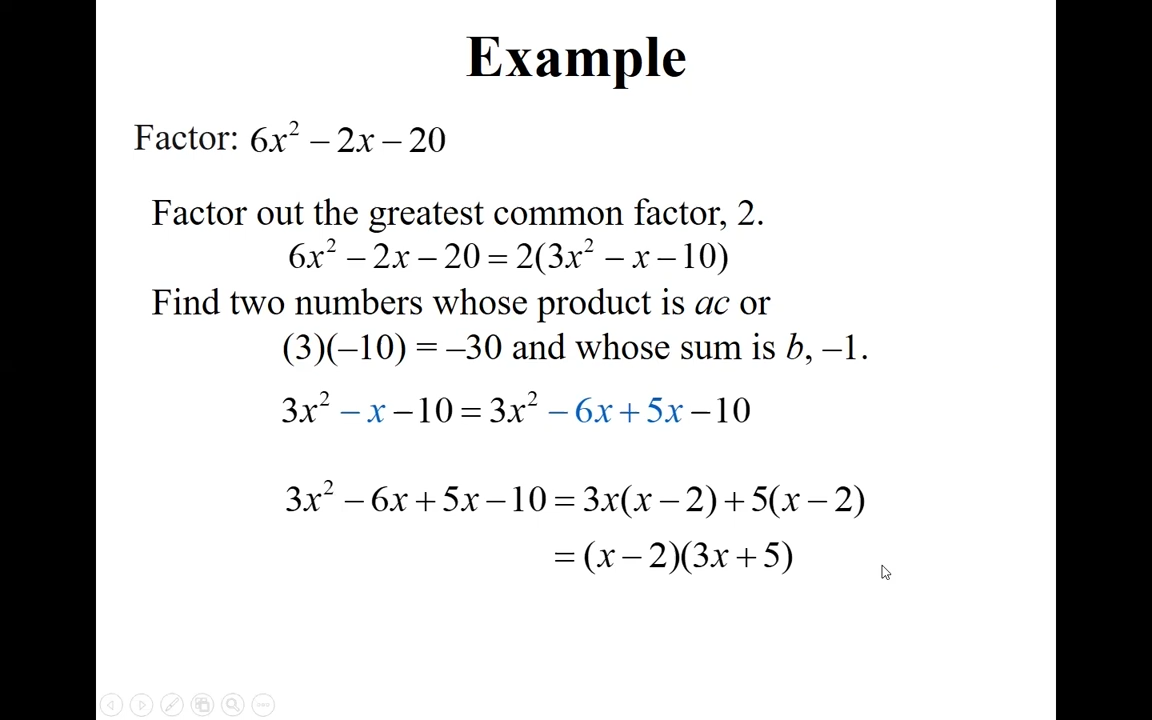 Example
Factor: 6x² – 2x – 20
Factor out the greatest common factor, 2.
6x² – 2x – 20 = 2(3x² – x – 10)
Find two numbers whose product is ac or
(3)(–10) = –30 and whose sum is b, –1.
3x² – x – 10 = 3x² – 6x + 5x – 10
3x² – 6x + 5x – 10 = 3x(x – 2) + 5(x – 2)
= (x – 2)(3x + 5)